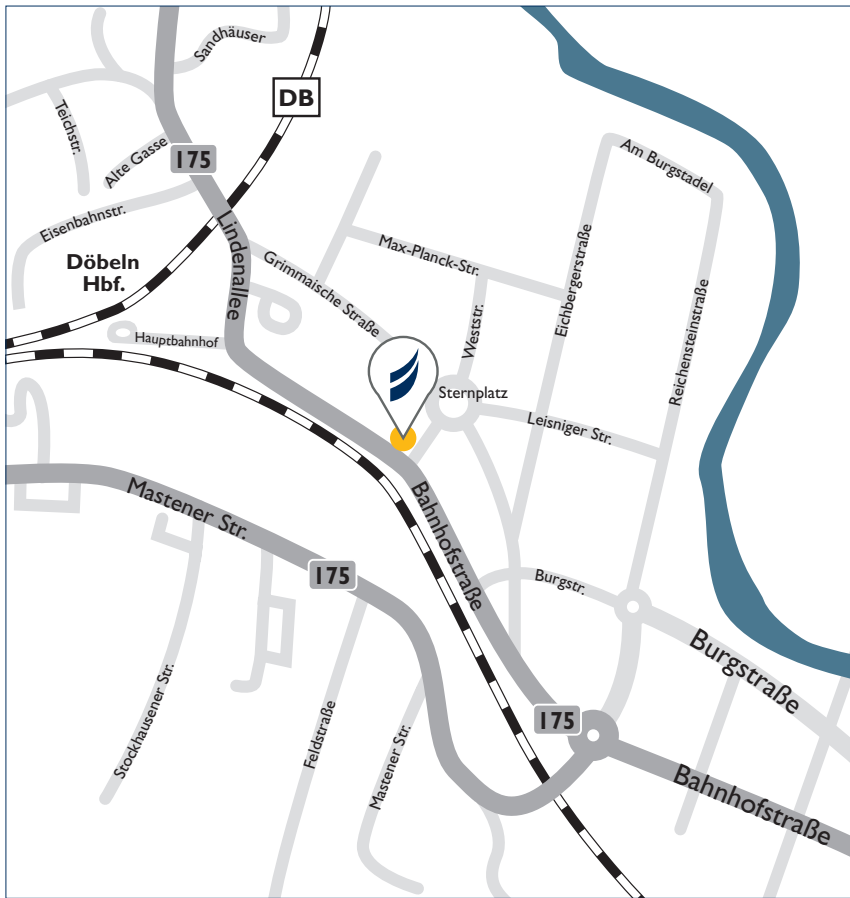 Sandhäuser
DB
Teichstr.
Alte Gasse
175
Am Burgstadel
Eisenbahnstr.
Lindenallee
Döbeln
Hbf.
Grimmaische Straße
Max-Planck-Str.
Eichbergerstraße
Reichensteinstraße
Weststr.
Hauptbahnhof
Sternplatz
Leisniger Str.
Mastener Str.
Bahnhofstraße
175
Burgstr.
Burgstraße
Stockhausener Str.
Feldstraße
Mastener Str.
175
Bahnhofstraße